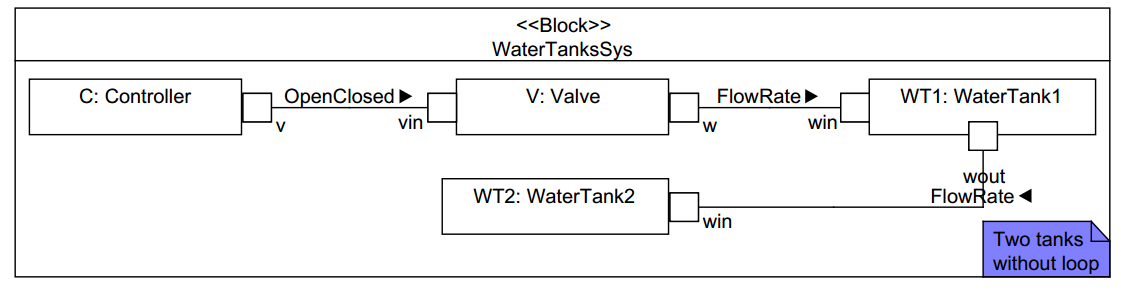 <<Block>>
WaterTanksSys
C: Controller
OpenClosed
V: Valve
FlowRate
WT1: WaterTank1
v
vin
w
win
wout
WT2: WaterTank2
FlowRate
win
Two tanks
without loop